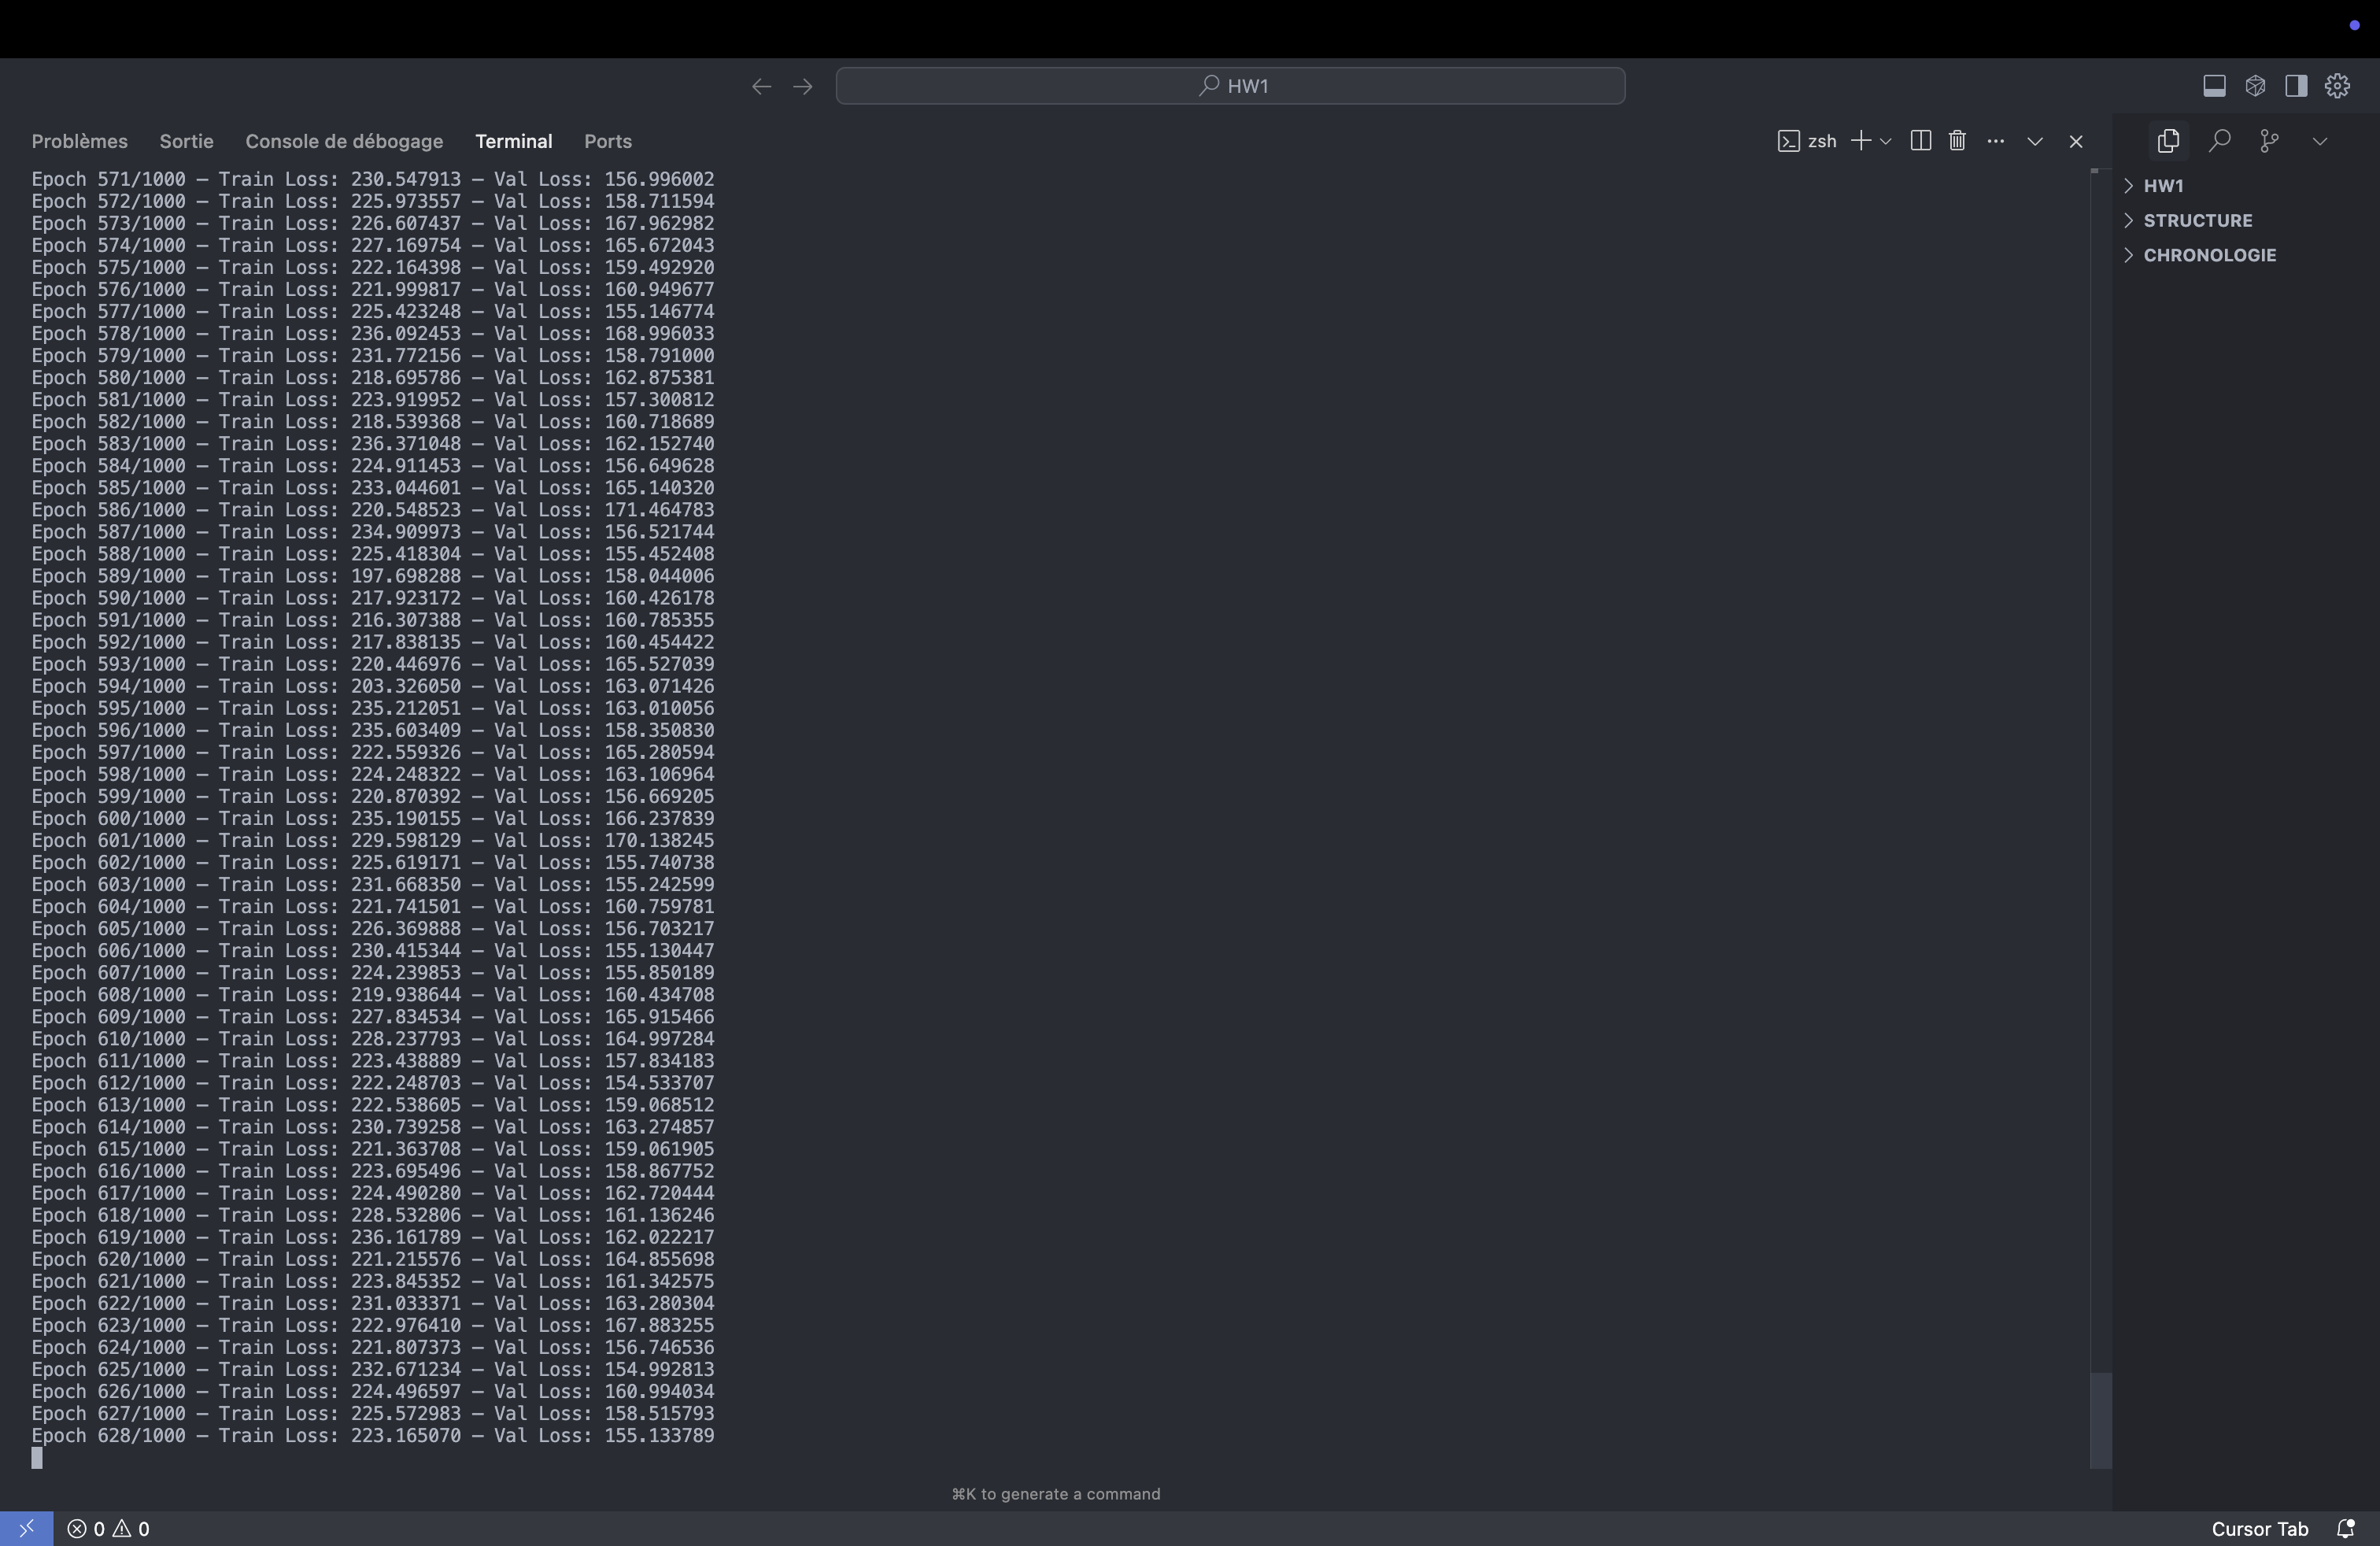 HW1
Problèmes Sortie Console de débogage Terminal Ports zsh
Epoch 571/1000 — Train Loss: 230.547913 — Val Loss: 156.996002
Epoch 572/1000 — Train Loss: 225.973557 — Val Loss: 158.711594
Epoch 573/1000 — Train Loss: 226.607437 — Val Loss: 167.962982
Epoch 574/1000 — Train Loss: 227.169754 — Val Loss: 165.672043
Epoch 575/1000 — Train Loss: 222.164398 — Val Loss: 159.492920
Epoch 576/1000 — Train Loss: 221.999817 — Val Loss: 160.949677
Epoch 577/1000 — Train Loss: 225.423248 — Val Loss: 155.146774
Epoch 578/1000 — Train Loss: 236.092453 — Val Loss: 168.996033
Epoch 579/1000 — Train Loss: 231.772156 — Val Loss: 158.791000
Epoch 580/1000 — Train Loss: 218.695786 — Val Loss: 162.875381
Epoch 581/1000 — Train Loss: 223.919952 — Val Loss: 157.300812
Epoch 582/1000 — Train Loss: 218.539368 — Val Loss: 160.718689
Epoch 583/1000 — Train Loss: 236.371048 — Val Loss: 162.152740
Epoch 584/1000 — Train Loss: 224.911453 — Val Loss: 156.649628
Epoch 585/1000 — Train Loss: 233.044601 — Val Loss: 165.140320
Epoch 586/1000 — Train Loss: 220.548523 — Val Loss: 171.464783
Epoch 587/1000 — Train Loss: 234.909973 — Val Loss: 156.521744
Epoch 588/1000 — Train Loss: 225.418304 — Val Loss: 155.452408
Epoch 589/1000 — Train Loss: 197.698288 — Val Loss: 158.044006
Epoch 590/1000 — Train Loss: 217.923172 — Val Loss: 160.426178
Epoch 591/1000 — Train Loss: 216.307388 — Val Loss: 160.785355
Epoch 592/1000 — Train Loss: 217.838135 — Val Loss: 160.454422
Epoch 593/1000 — Train Loss: 220.446976 — Val Loss: 165.527039
Epoch 594/1000 — Train Loss: 203.326050 — Val Loss: 163.071426
Epoch 595/1000 — Train Loss: 235.212051 — Val Loss: 163.010056
Epoch 596/1000 — Train Loss: 235.603409 — Val Loss: 158.350830
Epoch 597/1000 — Train Loss: 222.559326 — Val Loss: 165.280594
Epoch 598/1000 — Train Loss: 224.248322 — Val Loss: 163.106964
Epoch 599/1000 — Train Loss: 220.870392 — Val Loss: 156.669205
Epoch 600/1000 — Train Loss: 235.190155 — Val Loss: 166.237839
Epoch 601/1000 — Train Loss: 229.598129 — Val Loss: 170.138245
Epoch 602/1000 — Train Loss: 225.619171 — Val Loss: 155.740738
Epoch 603/1000 — Train Loss: 231.668350 — Val Loss: 155.242599
Epoch 604/1000 — Train Loss: 221.741501 — Val Loss: 160.759781
Epoch 605/1000 — Train Loss: 226.369888 — Val Loss: 156.703217
Epoch 606/1000 — Train Loss: 230.415344 — Val Loss: 155.130447
Epoch 607/1000 — Train Loss: 224.239853 — Val Loss: 155.850189
Epoch 608/1000 — Train Loss: 219.938644 — Val Loss: 160.434708
Epoch 609/1000 — Train Loss: 227.834534 — Val Loss: 165.915466
Epoch 610/1000 — Train Loss: 228.237793 — Val Loss: 164.997284
Epoch 611/1000 — Train Loss: 223.438889 — Val Loss: 157.834183
Epoch 612/1000 — Train Loss: 222.248703 — Val Loss: 154.533707
Epoch 613/1000 — Train Loss: 222.538605 — Val Loss: 159.068512
Epoch 614/1000 — Train Loss: 230.739258 — Val Loss: 163.274857
Epoch 615/1000 — Train Loss: 221.363708 — Val Loss: 159.061905
Epoch 616/1000 — Train Loss: 223.695496 — Val Loss: 158.867752
Epoch 617/1000 — Train Loss: 224.490280 — Val Loss: 162.720444
Epoch 618/1000 — Train Loss: 228.532806 — Val Loss: 161.136246
Epoch 619/1000 — Train Loss: 236.161789 — Val Loss: 162.022217
Epoch 620/1000 — Train Loss: 221.215576 — Val Loss: 164.855698
Epoch 621/1000 — Train Loss: 223.845352 — Val Loss: 161.342575
Epoch 622/1000 — Train Loss: 231.033371 — Val Loss: 163.280304
Epoch 623/1000 — Train Loss: 222.976410 — Val Loss: 167.883255
Epoch 624/1000 — Train Loss: 221.807373 — Val Loss: 156.746536
Epoch 625/1000 — Train Loss: 232.671234 — Val Loss: 154.992813
Epoch 626/1000 — Train Loss: 224.496597 — Val Loss: 160.994034
Epoch 627/1000 — Train Loss: 225.572983 — Val Loss: 158.515793
Epoch 628/1000 — Train Loss: 223.165070 — Val Loss: 155.133789
⌘K to generate a command
HW1
STRUCTURE
CHRONOLOGIE
0 0
Cursor Tab